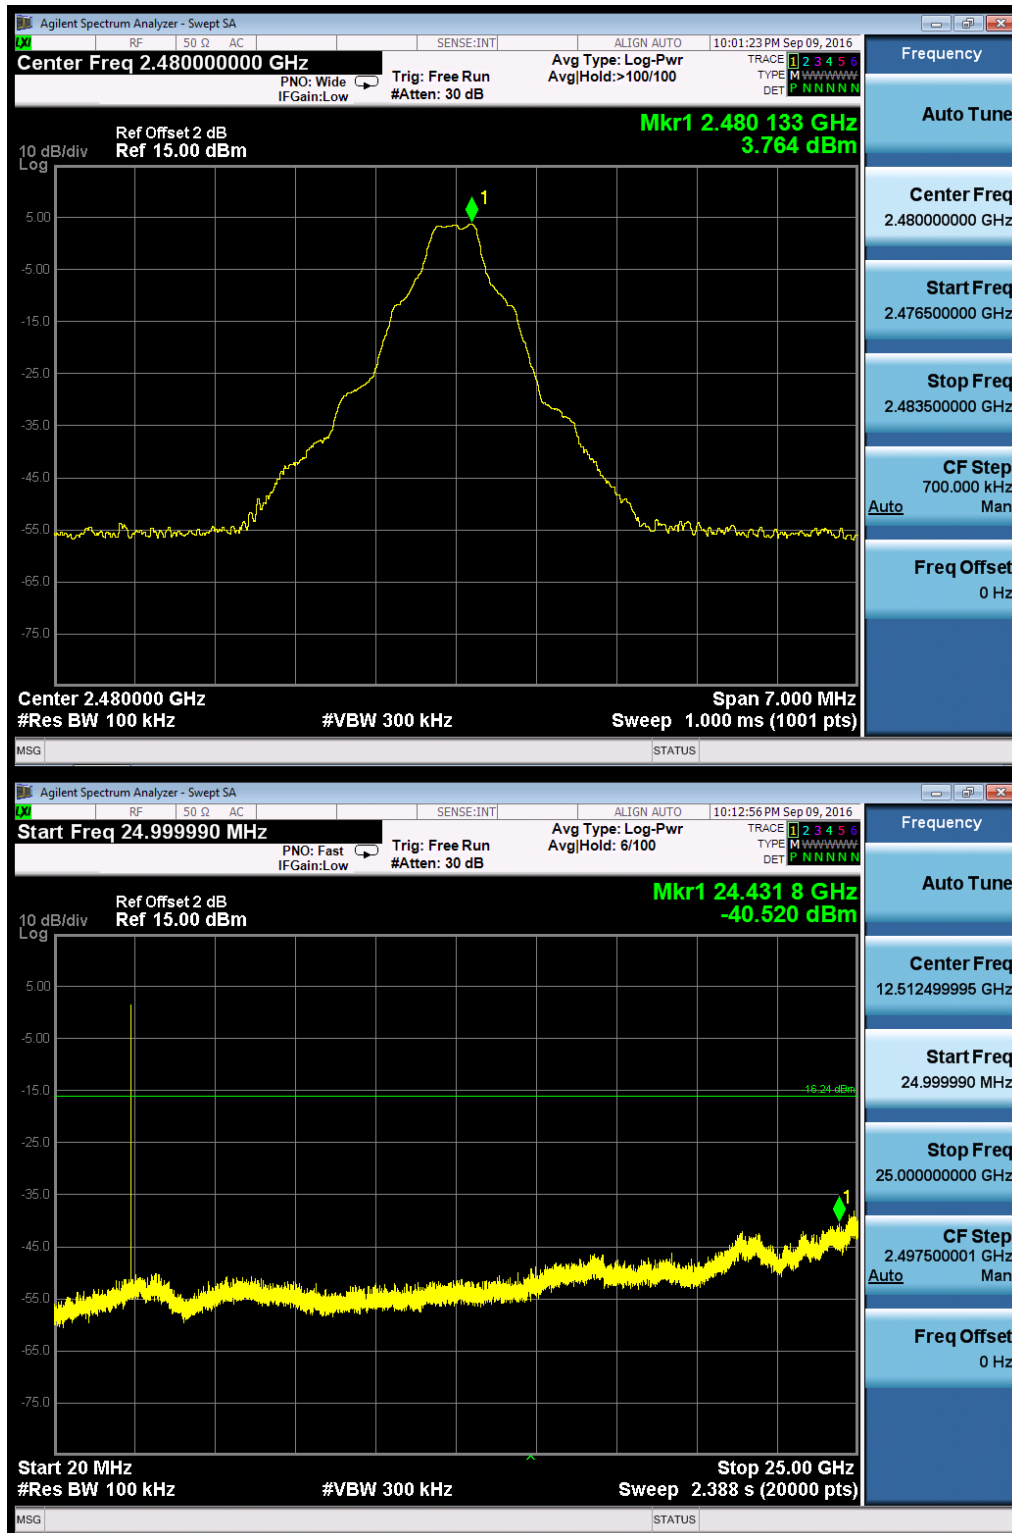 Agilent Spectrum Analyzer - Swept SA
LXI RF 50 Ω AC SENSE:INT ALIGN AUTO 10:01:23 PM Sep 09, 2016
Center Freq 2.480000000 GHz
PNO: Wide
IFGain:Low
Trig: Free Run
#Atten: 30 dB
Avg Type: Log-Pwr
Avg|Hold:>100/100
TRACE 1 2 3 4 5 6
TYPE M WWWWW
DET P N N N N N
Mkr1 2.480 133 GHz
3.764 dBm
Ref Offset 2 dB
10 dB/div Ref 15.00 dBm
Log
1
5.00
-5.00
-15.0
-25.0
-35.0
-45.0
-55.0
-65.0
-75.0
Center 2.480000 GHz Span 7.000 MHz
#Res BW 100 kHz #VBW 300 kHz Sweep 1.000 ms (1001 pts)
MSG STATUS
Frequency
Auto Tune
Center Freq
2.480000000 GHz
Start Freq
2.476500000 GHz
Stop Freq
2.483500000 GHz
CF Step
700.000 kHz
Auto Man
Freq Offset
0 Hz
Agilent Spectrum Analyzer - Swept SA
LXI RF 50 Ω AC SENSE:INT ALIGN AUTO 10:12:56 PM Sep 09, 2016
Start Freq 24.999990 MHz
PNO: Fast
IFGain:Low
Trig: Free Run
#Atten: 30 dB
Avg Type: Log-Pwr
Avg|Hold: 6/100
TRACE 1 2 3 4 5 6
TYPE M WWWWW
DET P N N N N N
Mkr1 24.431 8 GHz
-40.520 dBm
Ref Offset 2 dB
10 dB/div Ref 15.00 dBm
Log
5.00
-5.00
-15.0
-16.24 dBm
-25.0
-35.0
1
-45.0
-55.0
-65.0
-75.0
Start 20 MHz Stop 25.00 GHz
#Res BW 100 kHz #VBW 300 kHz Sweep 2.388 s (20000 pts)
MSG STATUS
Frequency
Auto Tune
Center Freq
12.512499995 GHz
Start Freq
24.999990 MHz
Stop Freq
25.000000000 GHz
CF Step
2.497500001 GHz
Auto Man
Freq Offset
0 Hz